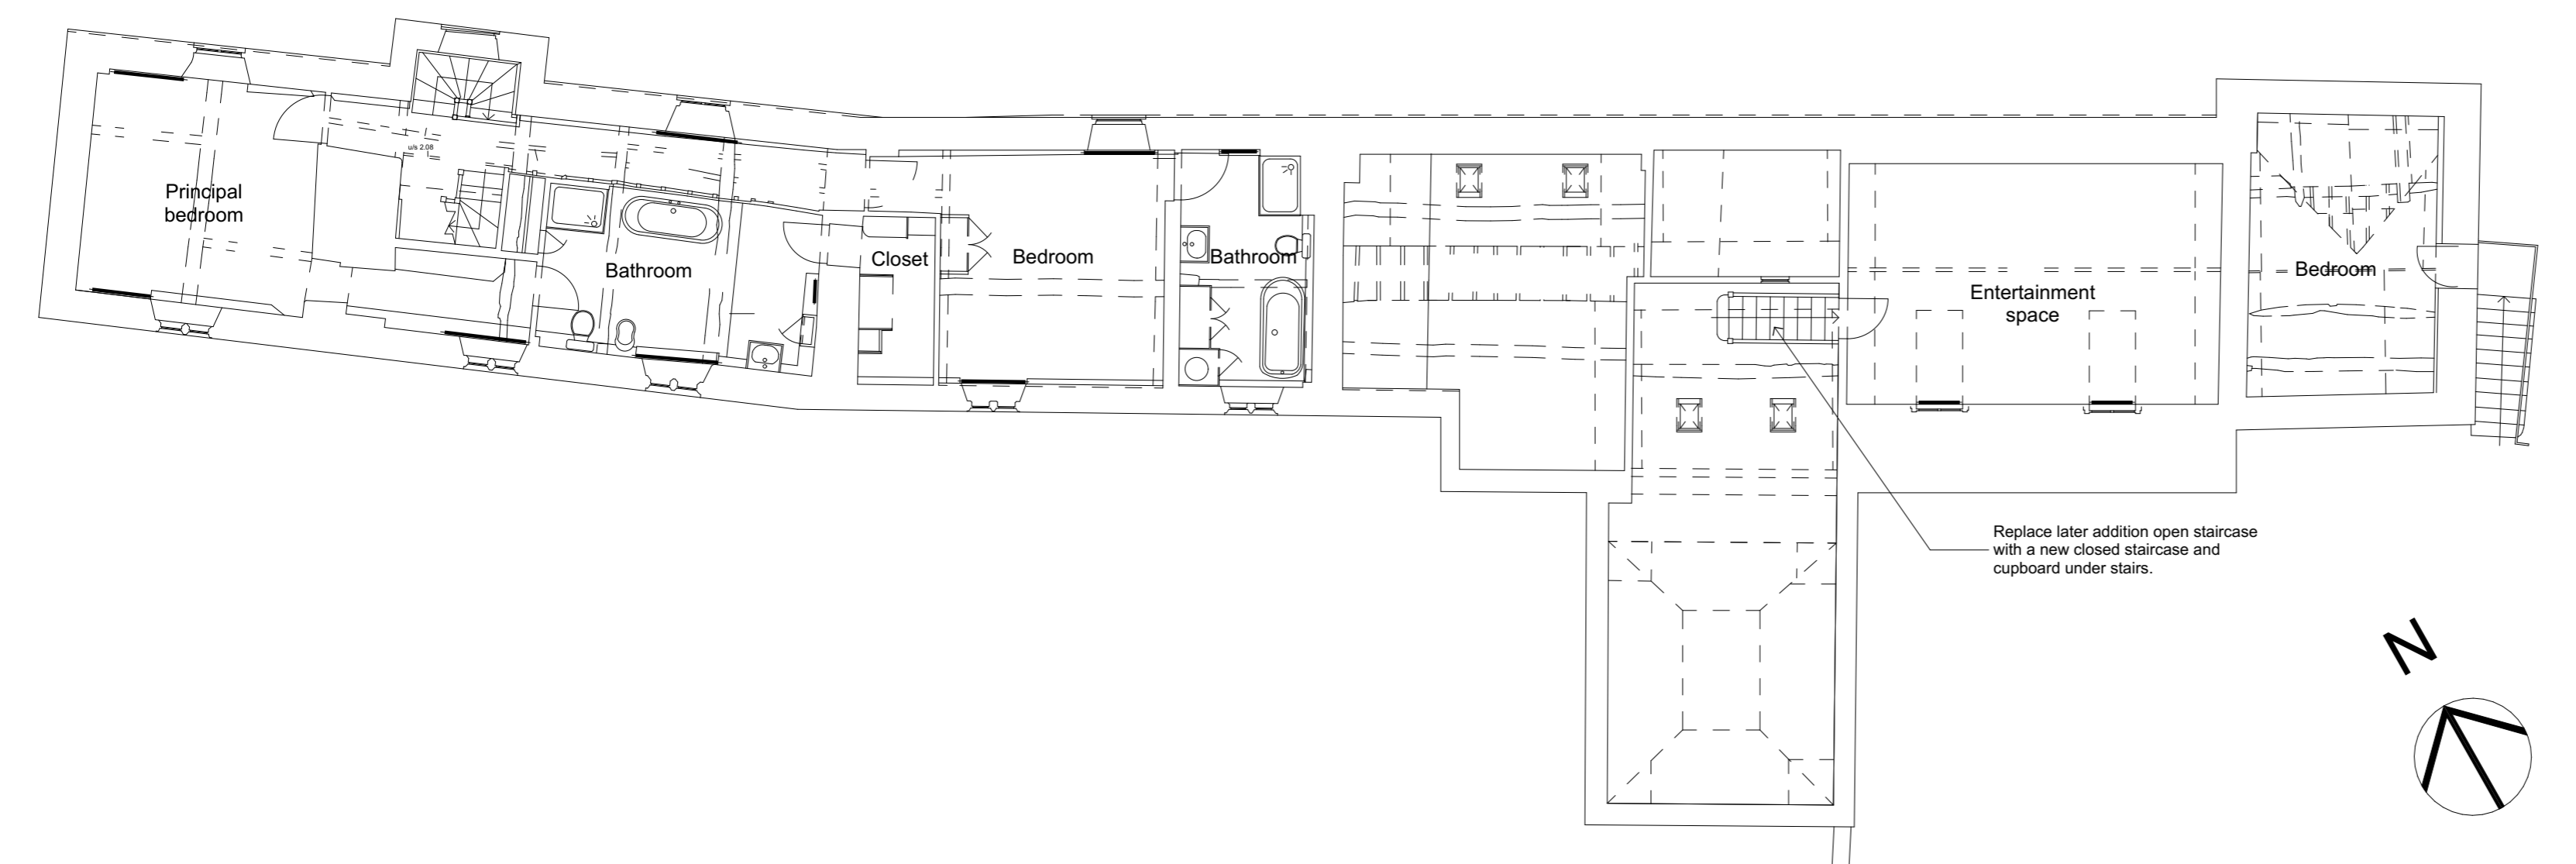 u/s 2.08
Principal
bedroom
Bathroom
Closet
Bedroom
Bathroom
Entertainment
space
Bedroom
Replace later addition open staircase
with a new closed staircase and
cupboard under stairs.
N